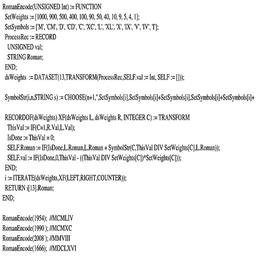 RomanEncode(UNSIGNED Int) := FUNCTION
SetWeights := [1000, 900, 500, 400, 100, 90, 50, 40, 10, 9, 5, 4, 1];
SetSymbols := ['M', 'CM', 'D', 'CD', 'C', 'XC', 'L', 'XL', 'X', 'IX', 'V', 'IV', 'I'];
ProcessRec := RECORD
UNSIGNED val;
STRING Roman;
END;
dsWeights := DATASET(13,TRANSFORM(ProcessRec,SELF.val := Int, SELF := []));
SymbolStr(i,n,STRING s) := CHOOSE(n+1,'',SetSymbols[i],SetSymbols[i]+SetSymbols[i],SetSymbols[i]+SetSymbols[i]+
RECORDOF(dsWeights) XF(dsWeights L, dsWeights R, INTEGER C) := TRANSFORM
ThisVal := IF(C=1,R.Val,L.Val);
IsDone := ThisVal = 0;
SELF.Roman := IF(IsDone,L.Roman,L.Roman + SymbolStr(C,ThisVal DIV SetWeights[C],L.Roman));
SELF.val := IF(IsDone,0,ThisVal - ((ThisVal DIV SetWeights[C])*SetWeights[C]));
END;
i := ITERATE(dsWeights,XF(LEFT,RIGHT,COUNTER));
RETURN i[13].Roman;
END;
RomanEncode(1954); //MCMLIV
RomanEncode(1990 ); //MCMXC
RomanEncode(2008 ); //MMVIII
RomanEncode(1666); //MDCLXVI